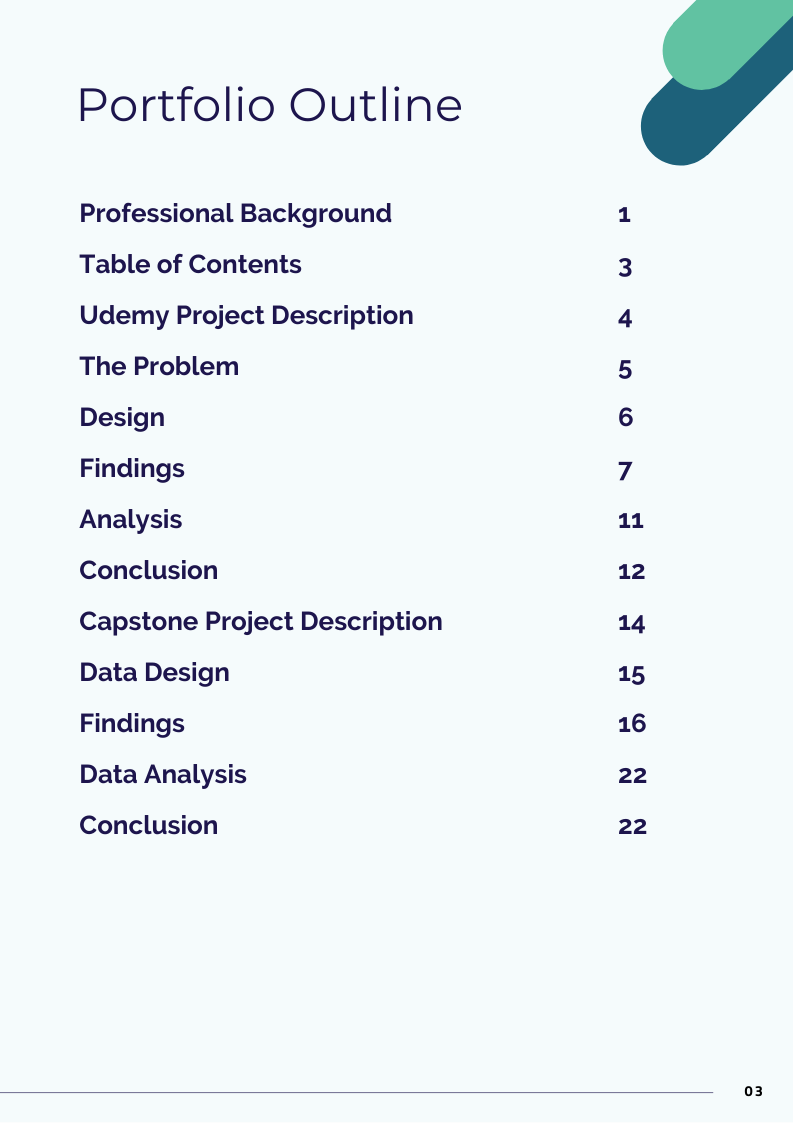 Portfolio Outline
Professional Background 1
Table of Contents 3
Udemy Project Description 4
The Problem 5
Design 6
Findings 7
Analysis 11
Conclusion 12
Capstone Project Description 14
Data Design 15
Findings 16
Data Analysis 22
Conclusion 22
03